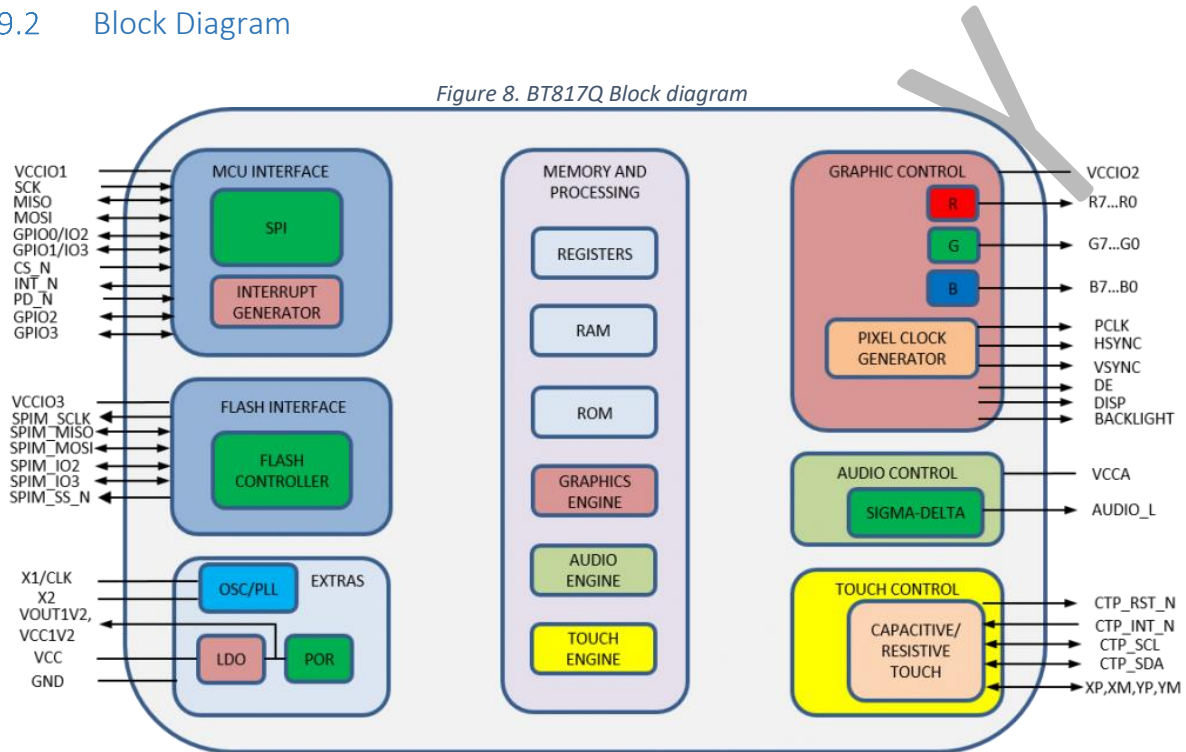 9.2 Block Diagram
Figure 8. BT817Q Block diagram
VCCIO1
SCK
MISO
MOSI
GPIO0/IO2
GPIO1/IO3
CS_N
INT_N
PD_N
GPIO2
GPIO3
MCU INTERFACE
SPI
INTERRUPT
GENERATOR
VCCIO3
SPIM_SCLK
SPIM_MISO
SPIM_MOSI
SPIM_IO2
SPIM_IO3
SPIM_SS_N
FLASH INTERFACE
FLASH
CONTROLLER
X1/CLK
X2
VOUT1V2,
VCC1V2
VCC
GND
OSC/PLL
EXTRAS
LDO
POR
MEMORY AND
PROCESSING
REGISTERS
RAM
ROM
GRAPHICS
ENGINE
AUDIO
ENGINE
TOUCH
ENGINE
GRAPHIC CONTROL
R
G
B
PIXEL CLOCK
GENERATOR
VCCIO2
R7...R0
G7...G0
B7...B0
PCLK
HSYNC
VSYNC
DE
DISP
BACKLIGHT
AUDIO CONTROL
SIGMA-DELTA
VCCA
AUDIO_L
TOUCH CONTROL
CAPACITIVE/
RESISTIVE
TOUCH
CTP_RST_N
CTP_INT_N
CTP_SCL
CTP_SDA
XP,XM,YP,YM